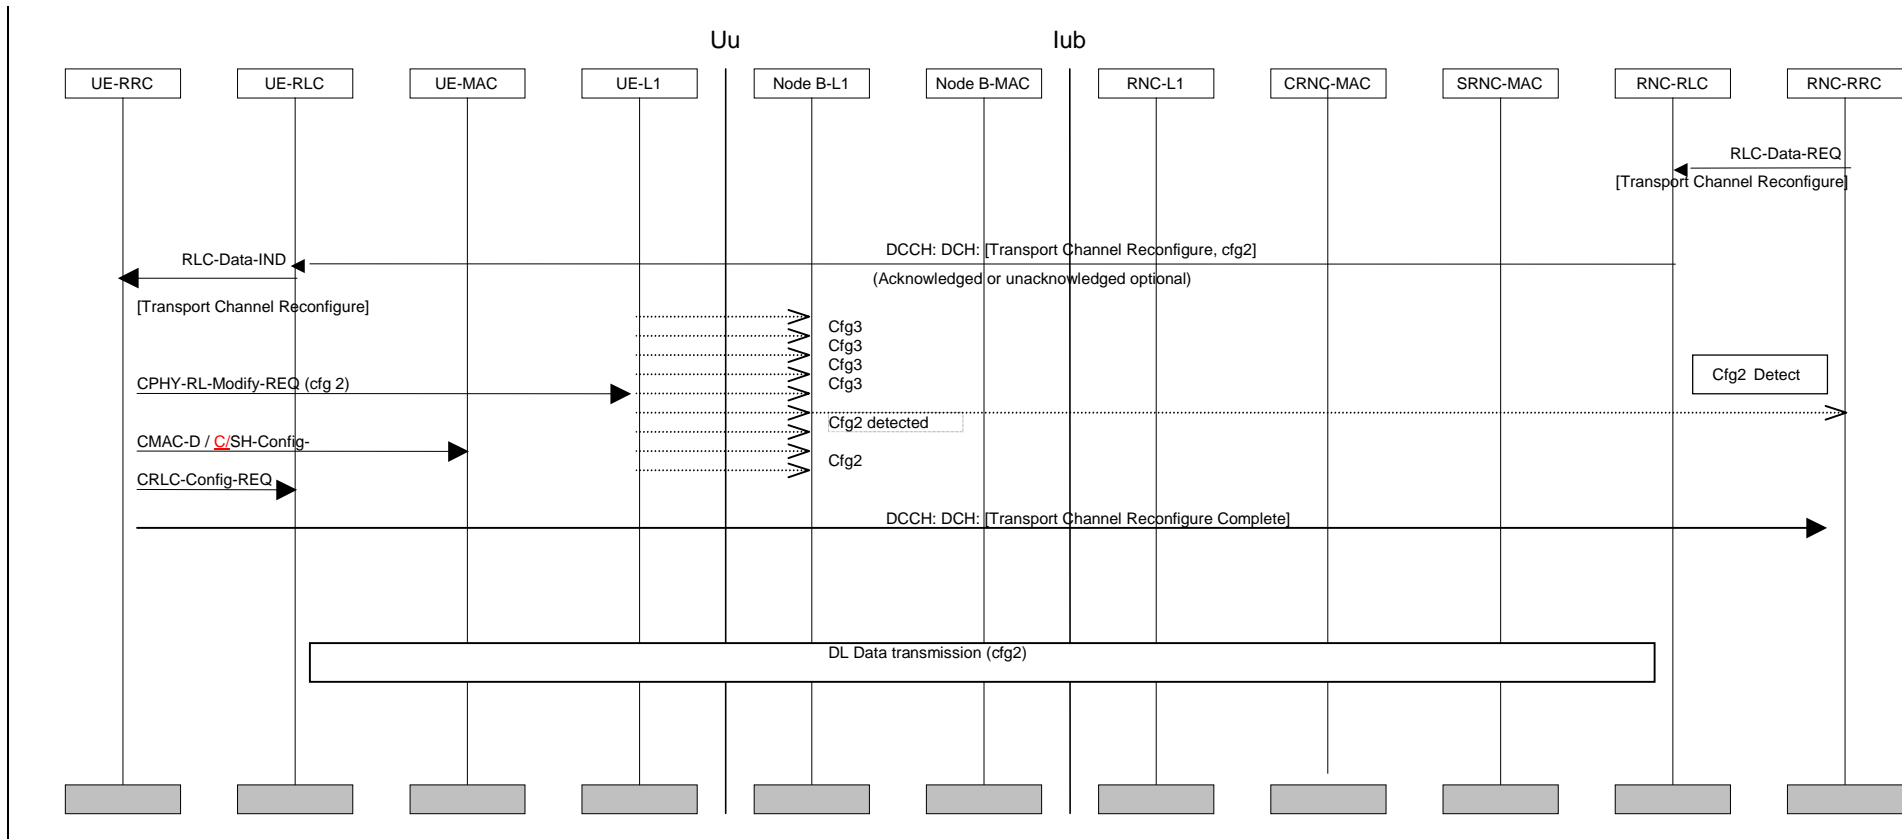 Uu
Iub
UE-RRC
UE-RLC
UE-MAC
UE-L1
Node B-L1
Node B-MAC
RNC-L1
CRNC-MAC
SRNC-MAC
RNC-RLC
RNC-RRC
RLC-Data-REQ
[Transport Channel Reconfigure]
DCCH: DCH: [Transport Channel Reconfigure, cfg2]
RLC-Data-IND
(Acknowledged or unacknowledged optional)
[Transport Channel Reconfigure]
Cfg3
Cfg3
Cfg3
Cfg3
Cfg2 Detect
CPHY-RL-Modify-REQ (cfg 2)
Cfg2 detected
CMAC-D / C/SH-Config-
Cfg2
CRLC-Config-REQ
DCCH: DCH: [Transport Channel Reconfigure Complete]
DL Data transmission (cfg2)